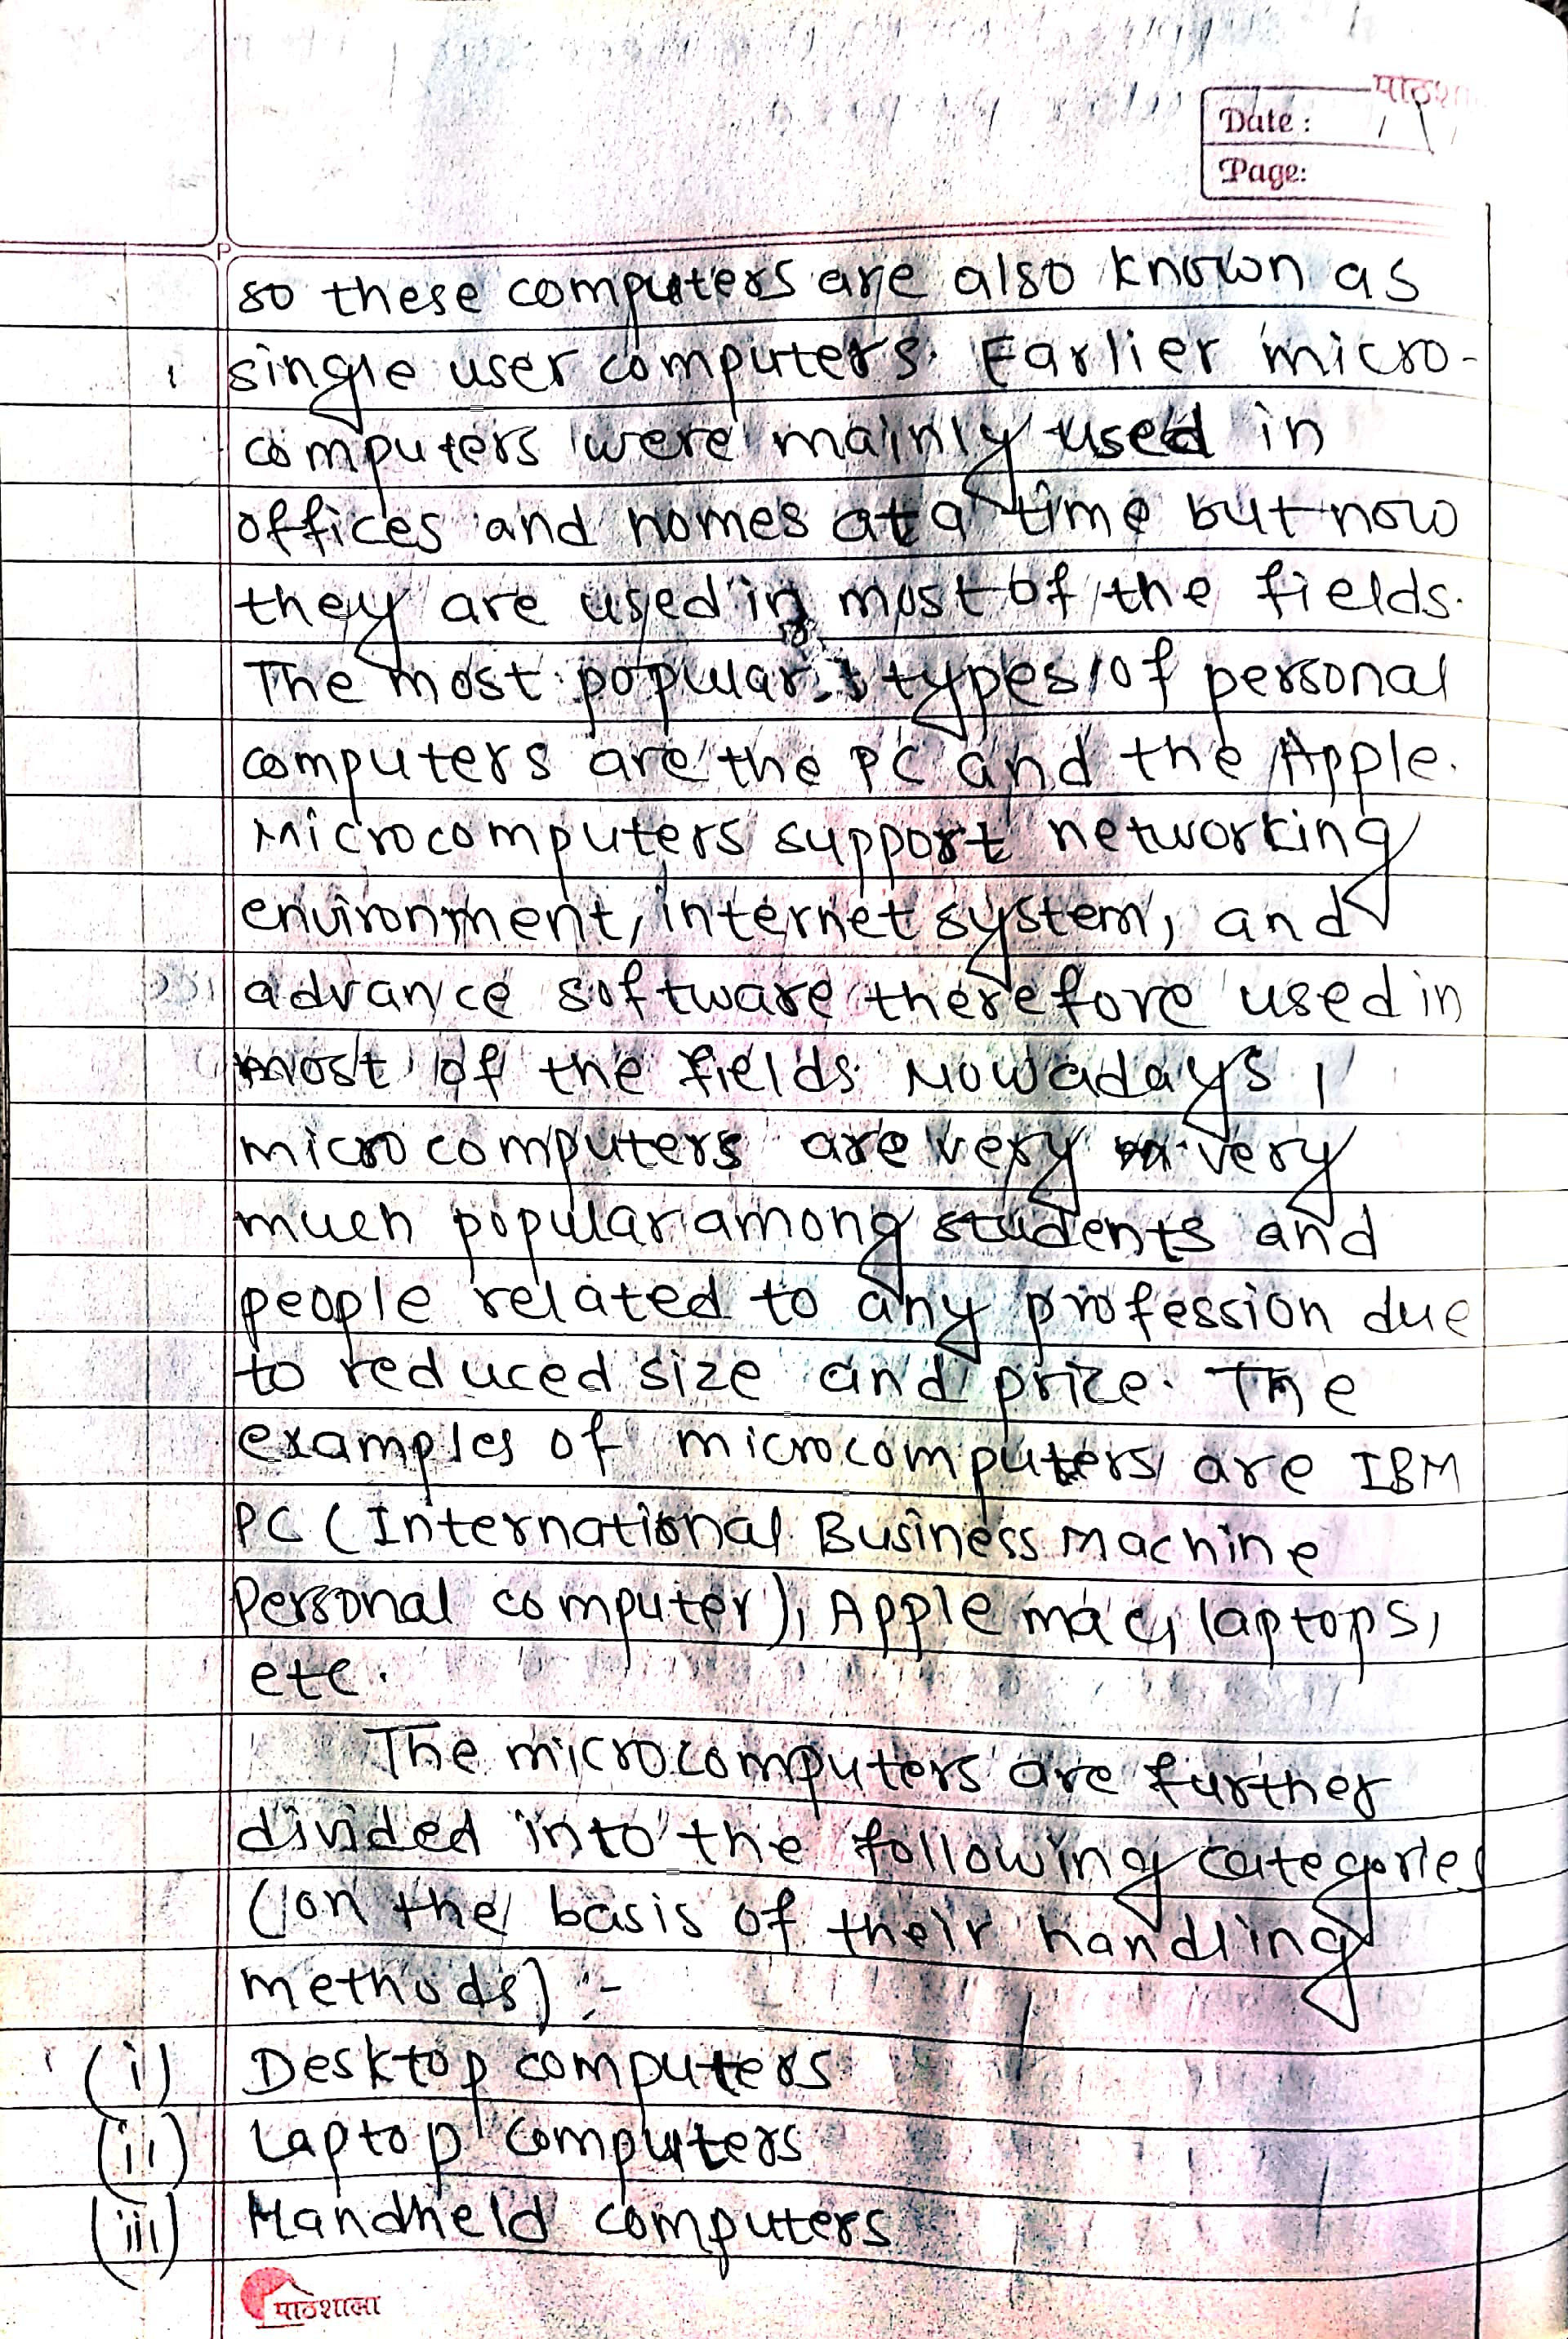 पाठशा
Date :
Page:
so these computers are also known as
single user computers. Earlier micro-
computers were mainly used in
offices and homes at a time but now
they are used in most of the fields.
The most popular types of personal
computers are the PC and the Apple.
Microcomputers support networking
environment, internet system, and
advance software therefore used in
most of the fields. Nowadays,
microcomputers are very very
much popular among students and
people related to any profession due
to reduced size and price. The
examples of microcomputers are IBM
PC (International Business Machine
Personal computer), Apple mac, laptops,
etc.
The microcomputers are further
divided into the following categories
(on the basis of their handling
methods) :-
(i) Desktop computers
(ii) Laptop computers
(iii) Handheld computers
पाठशाला